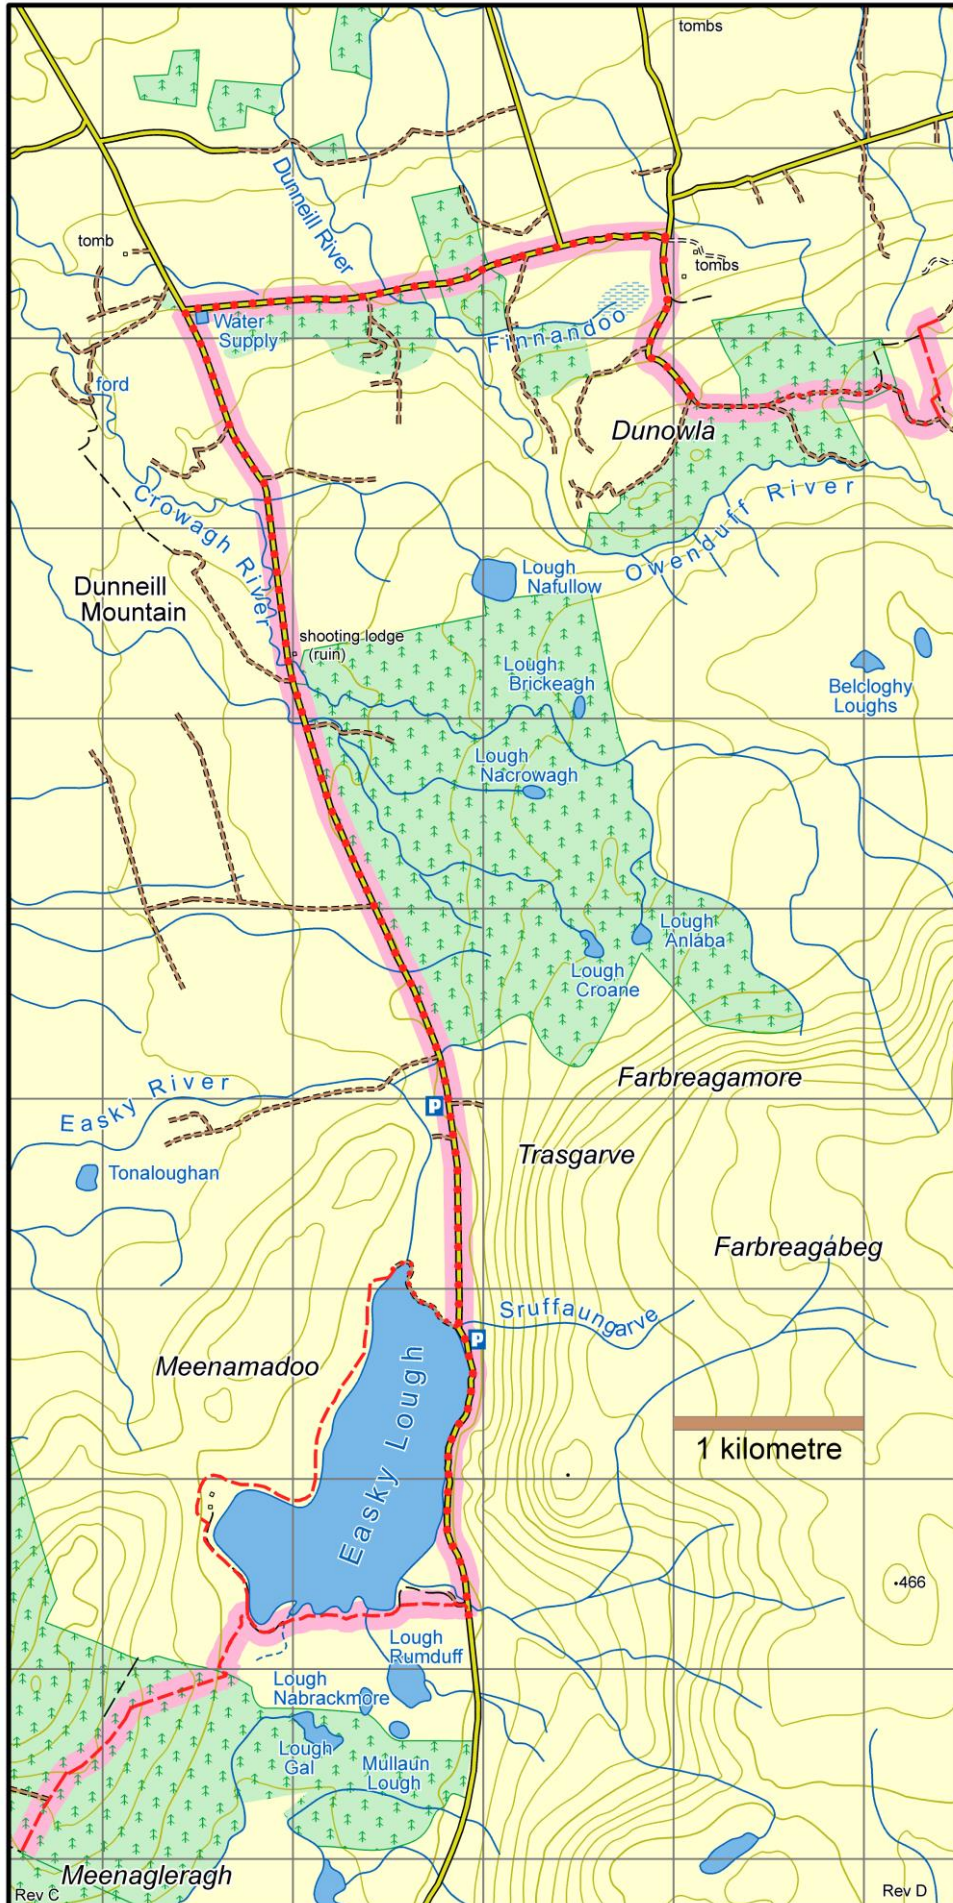 tombs
Dunneill River
tomb
tombs
Water
Supply
Finnandoo
ford
Dunowla
Crowagh River
Owenduff River
Lough
Nafullow
Dunneill
Mountain
shooting lodge
(ruin)
Lough
Brickeagh
Belcloghy
Loughs
Lough
Nacrowagh
Lough
Anlaba
Lough
Croane
Farbreagamore
Easky River
P
Trasgarve
Tonaloughan
Farbreagabeg
Sruffaungarve
P
Meenamadoo
Easky Lough
1 kilometre
466
Lough
Rumduff
Lough
Nabrackmore
Lough
Gal
Mullaun
Lough
Meenagleragh
Rev C
Rev D